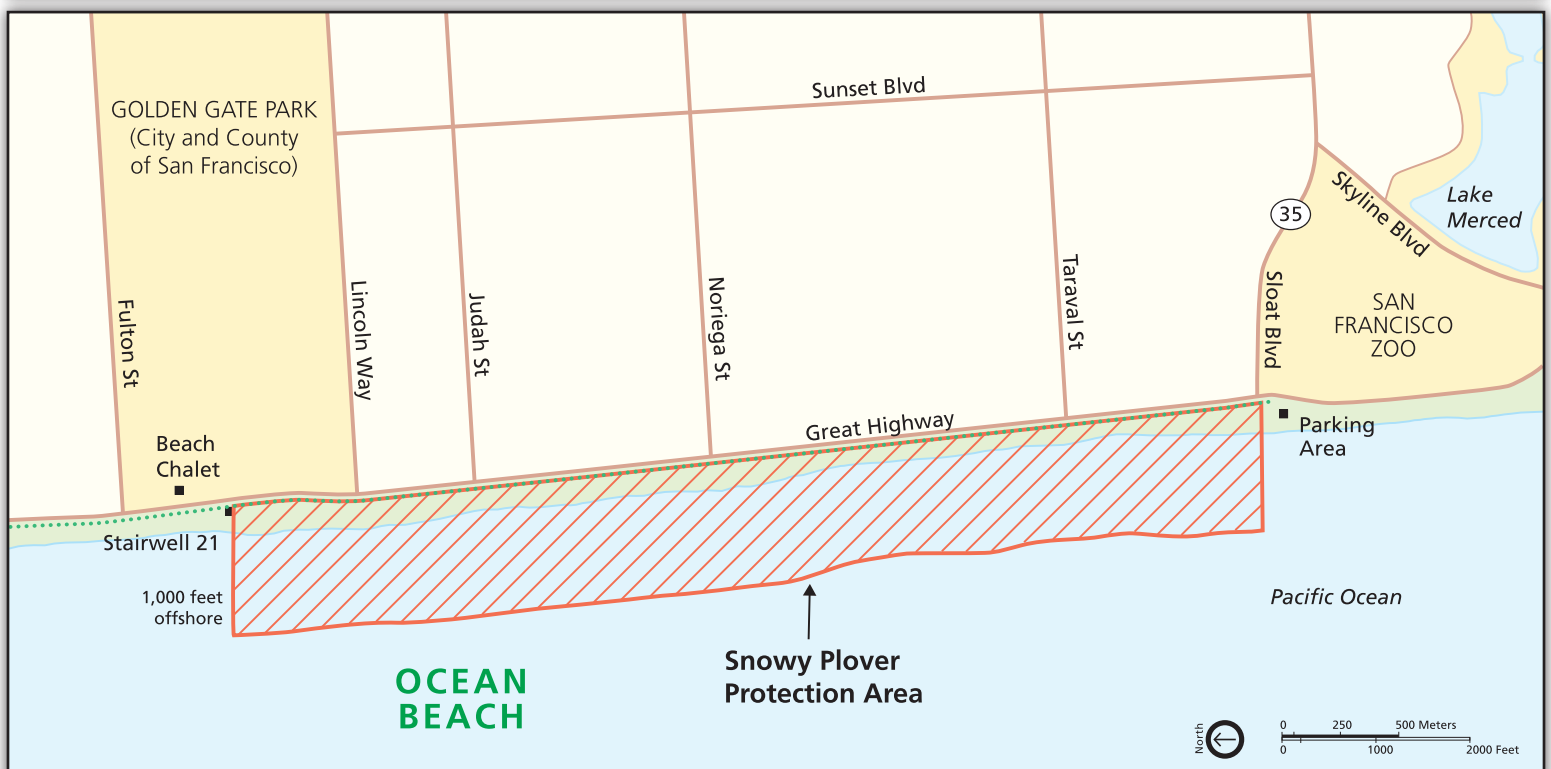 Sunset Blvd
GOLDEN GATE PARK
(City and County
of San Francisco)
Skyline Blvd
Lake
Merced
35
Fulton St
Lincoln Way
Judah St
Noriega St
Taraval St
Sloat Blvd
SAN
FRANCISCO
ZOO
Great Highway
Beach
Chalet
Parking
Area
Stairwell 21
1,000 feet
offshore
Pacific Ocean
Snowy Plover
Protection Area
OCEAN
BEACH
North
0 250 500 Meters
0 1000 2000 Feet